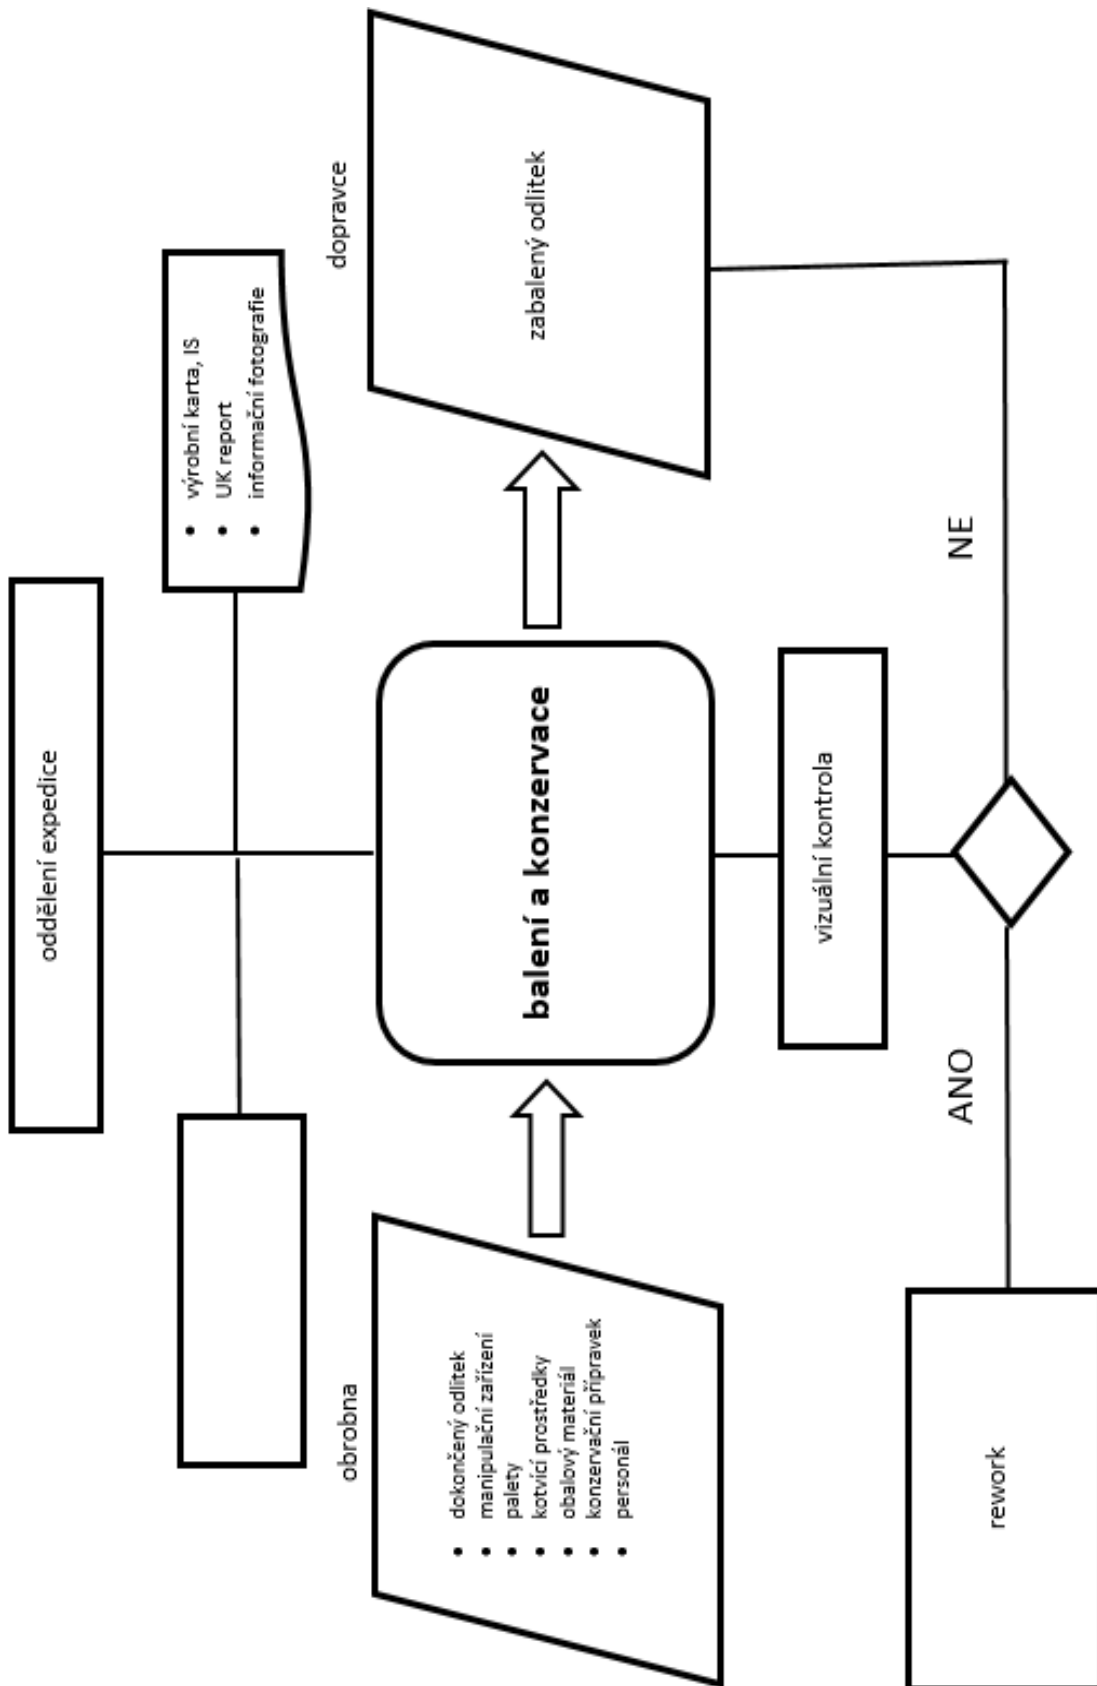 oddělení expedice
výrobní karta, IS
UK report
informační fotografie
obrobna
dokončený odlitek
manipulační zařízení
palety
kotvící prostředky
obalový materiál
konzervační přípravek
personál
balení a konzervace
dopravce
zabalený odlitek
vizuální kontrola
ANO
NE
rework